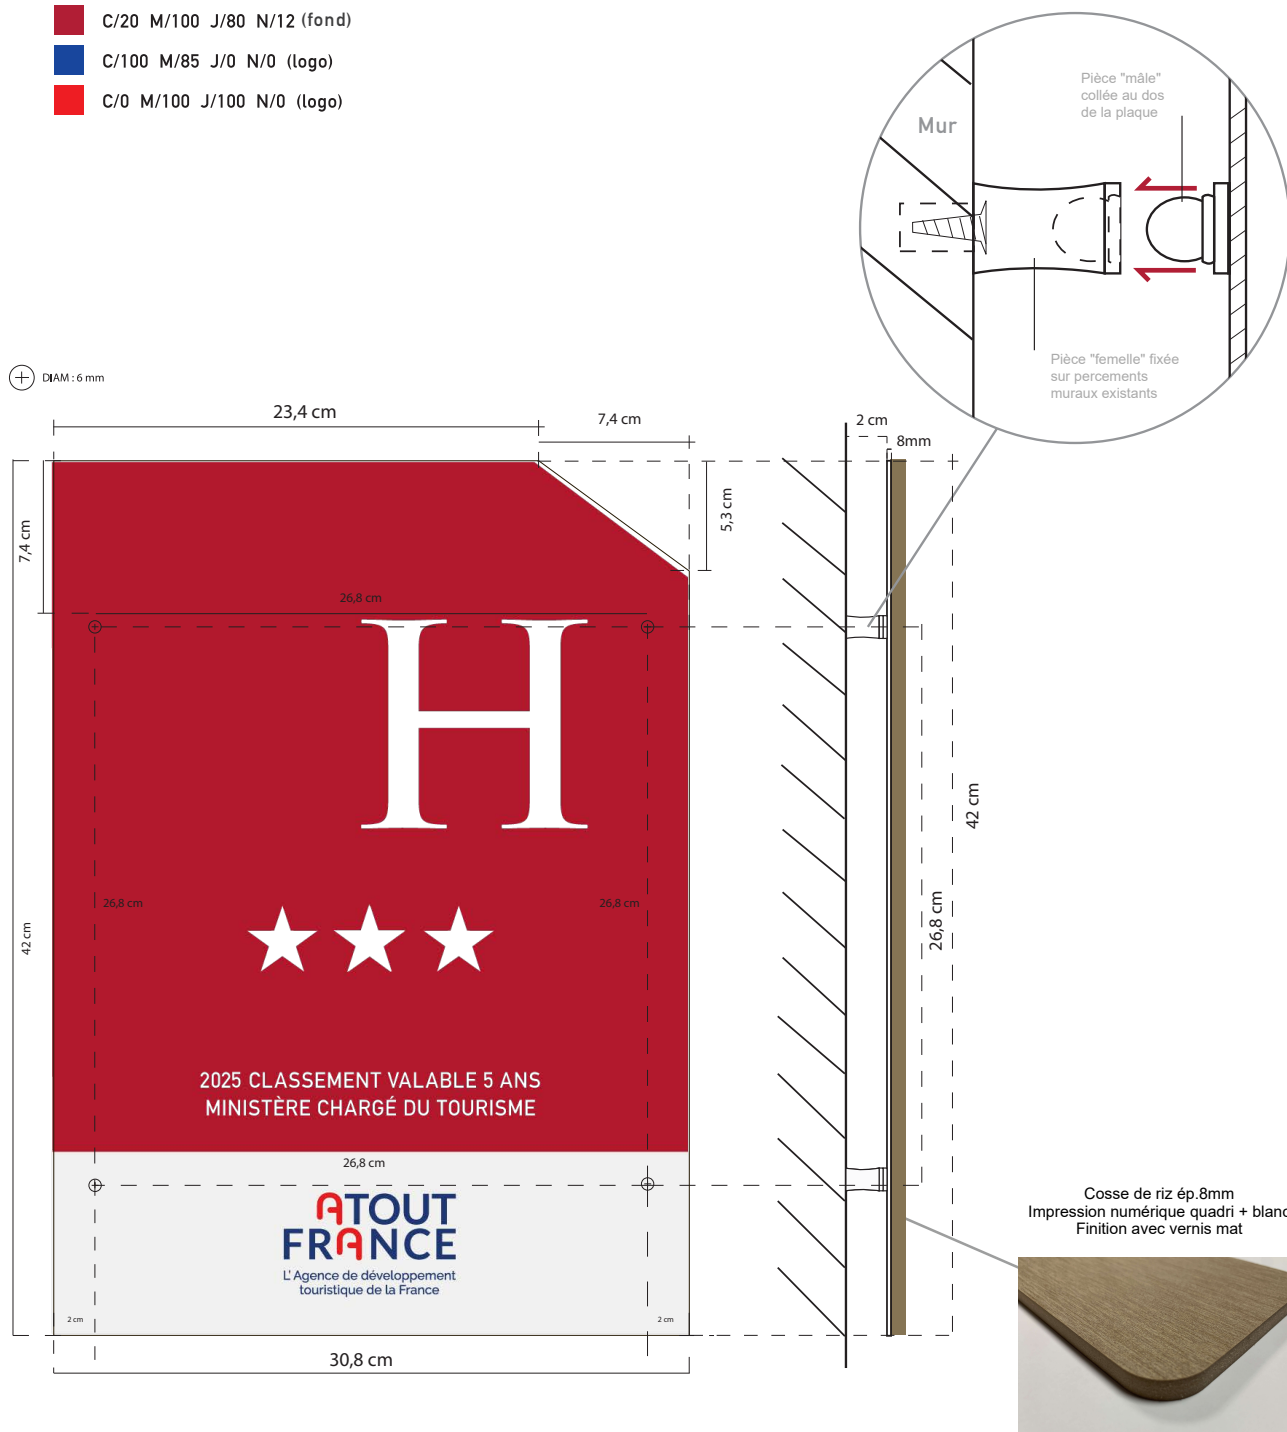 C/20 M/100 J/80 N/12 (fond)
C/100 M/85 J/0 N/0 (logo)
C/0 M/100 J/100 N/0 (logo)
Pièce "mâle"
collée au dos
de la plaque
Mur
Pièce "femelle" fixée
sur percements
muraux existants
DIAM : 6 mm
23,4 cm
7,4 cm
2 cm
8mm
7,4 cm
5,3 cm
26,8 cm
H
42 cm
26,8 cm
26,8 cm
26,8 cm
42 cm
2025 CLASSEMENT VALABLE 5 ANS
MINISTÈRE CHARGÉ DU TOURISME
26,8 cm
ATOUT
FRANCE
L'Agence de développement
touristique de la France
2 cm
2 cm
30,8 cm
Cosse de riz ép.8mm
Impression numérique quadri + blanc
Finition avec vernis mat